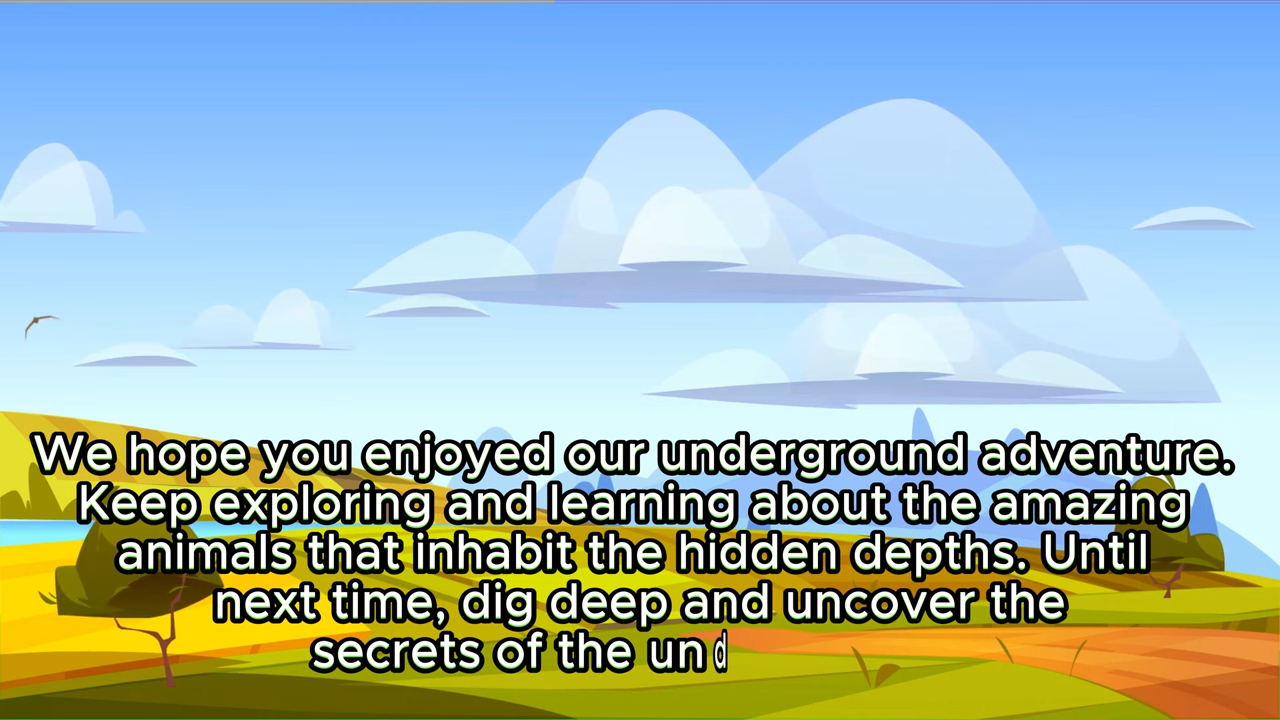 We hope you enjoyed our underground adventure.
Keep exploring and learning about the amazing
animals that inhabit the hidden depths. Until
next time, dig deep and uncover the
secrets of the und